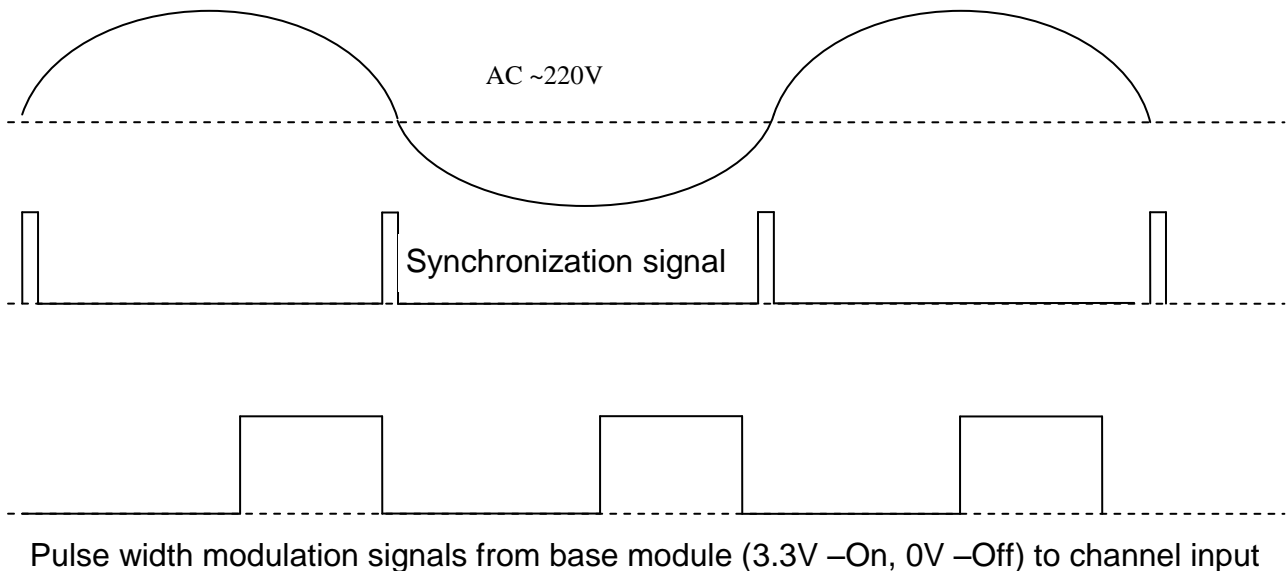 AC ~220V
Synchronization signal
Pulse width modulation signals from base module (3.3V –On, 0V –Off) to channel input